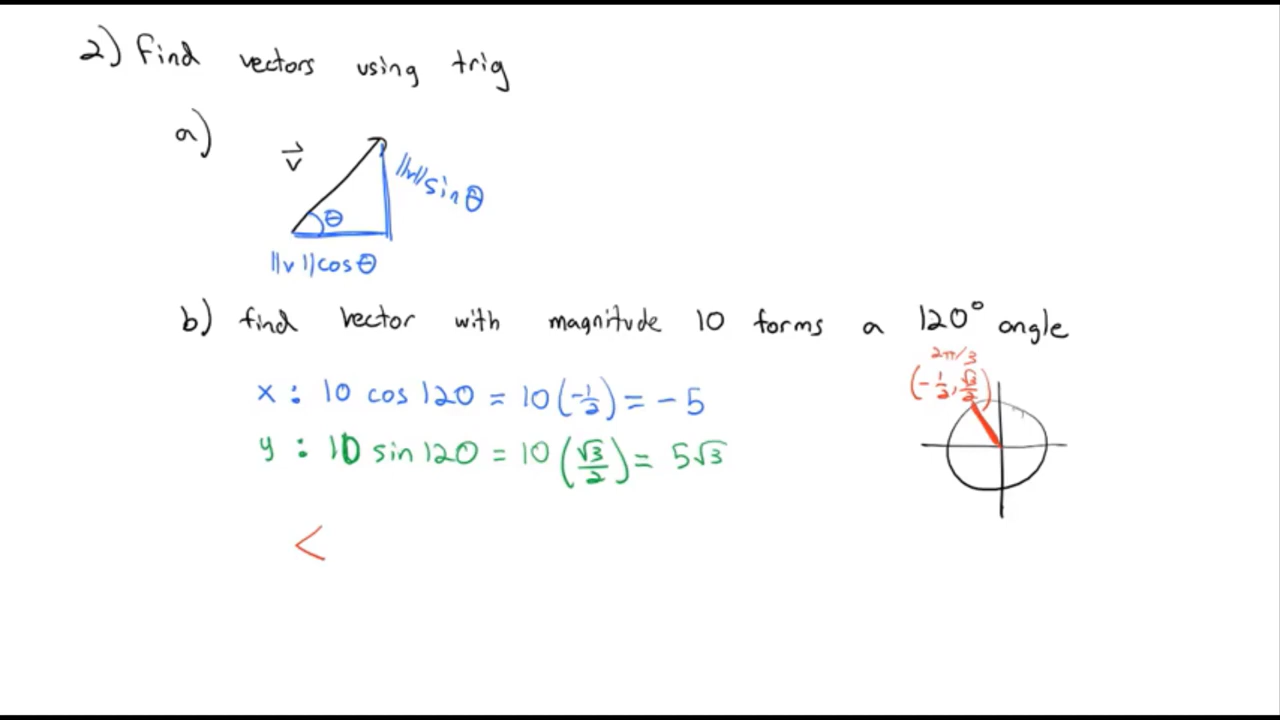 2) Find vectors using trig
a)
v⃗
||v|| sin θ
θ
||v|| cos θ
b) find vector with magnitude 10 forms a 120° angle
2π/3
(-1/2, √3/2)
x : 10 cos 120 = 10 (-1/2) = -5
y : 10 sin 120 = 10 (√3/2) = 5√3
<